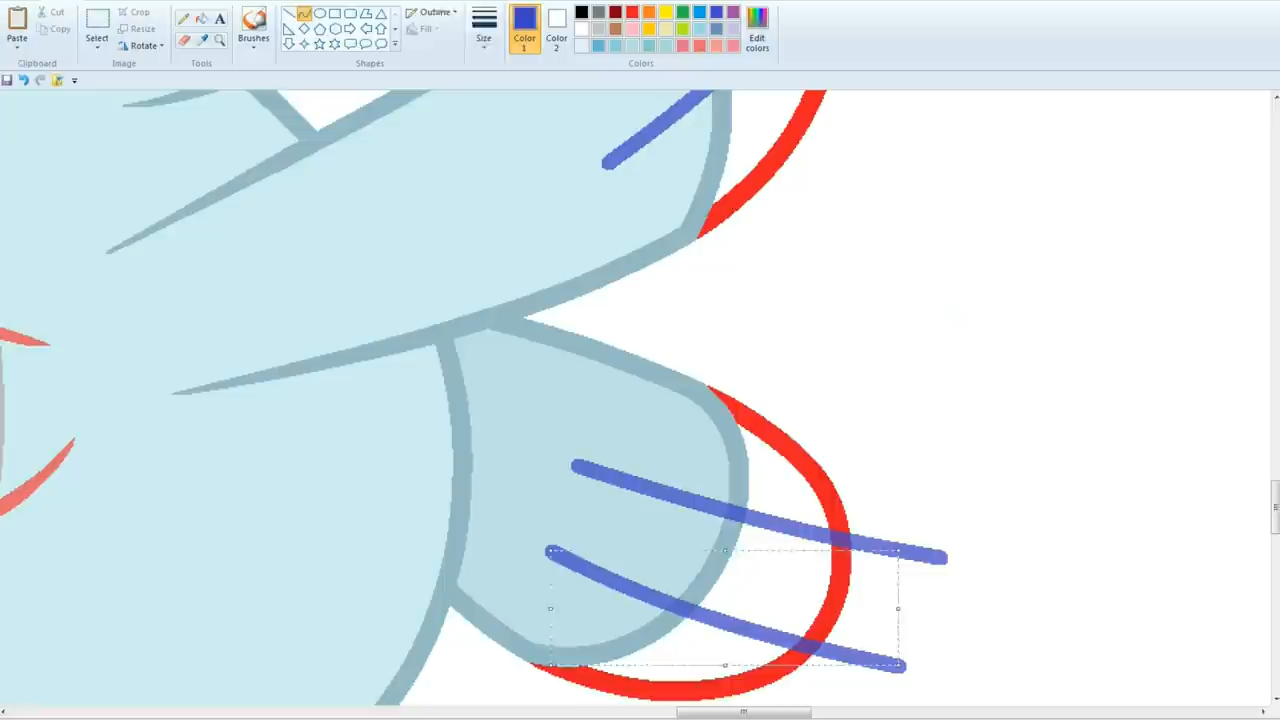 Paste
Cut
Copy
Clipboard
Select
Crop
Resize
Rotate
Image
A
Tools
Brushes
Outline
Fill
Shapes
Size
Color 1
Color 2
Edit colors
Colors